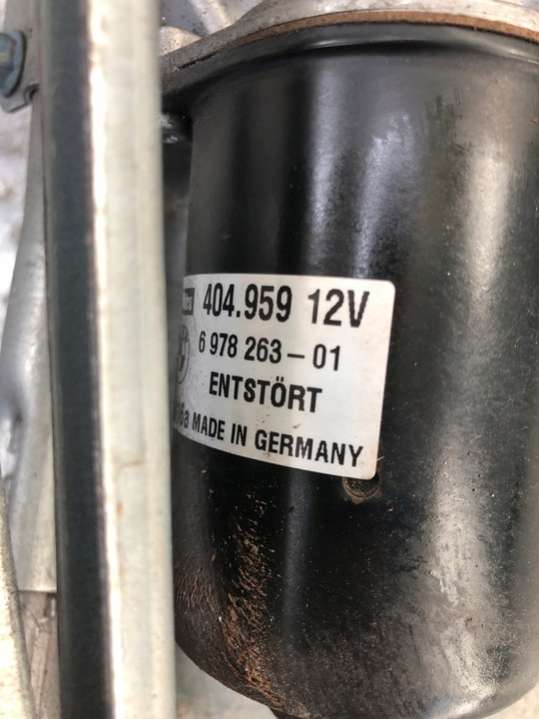 404.959 12V
6 978 263-01
ENTSTÖRT
MADE IN GERMANY